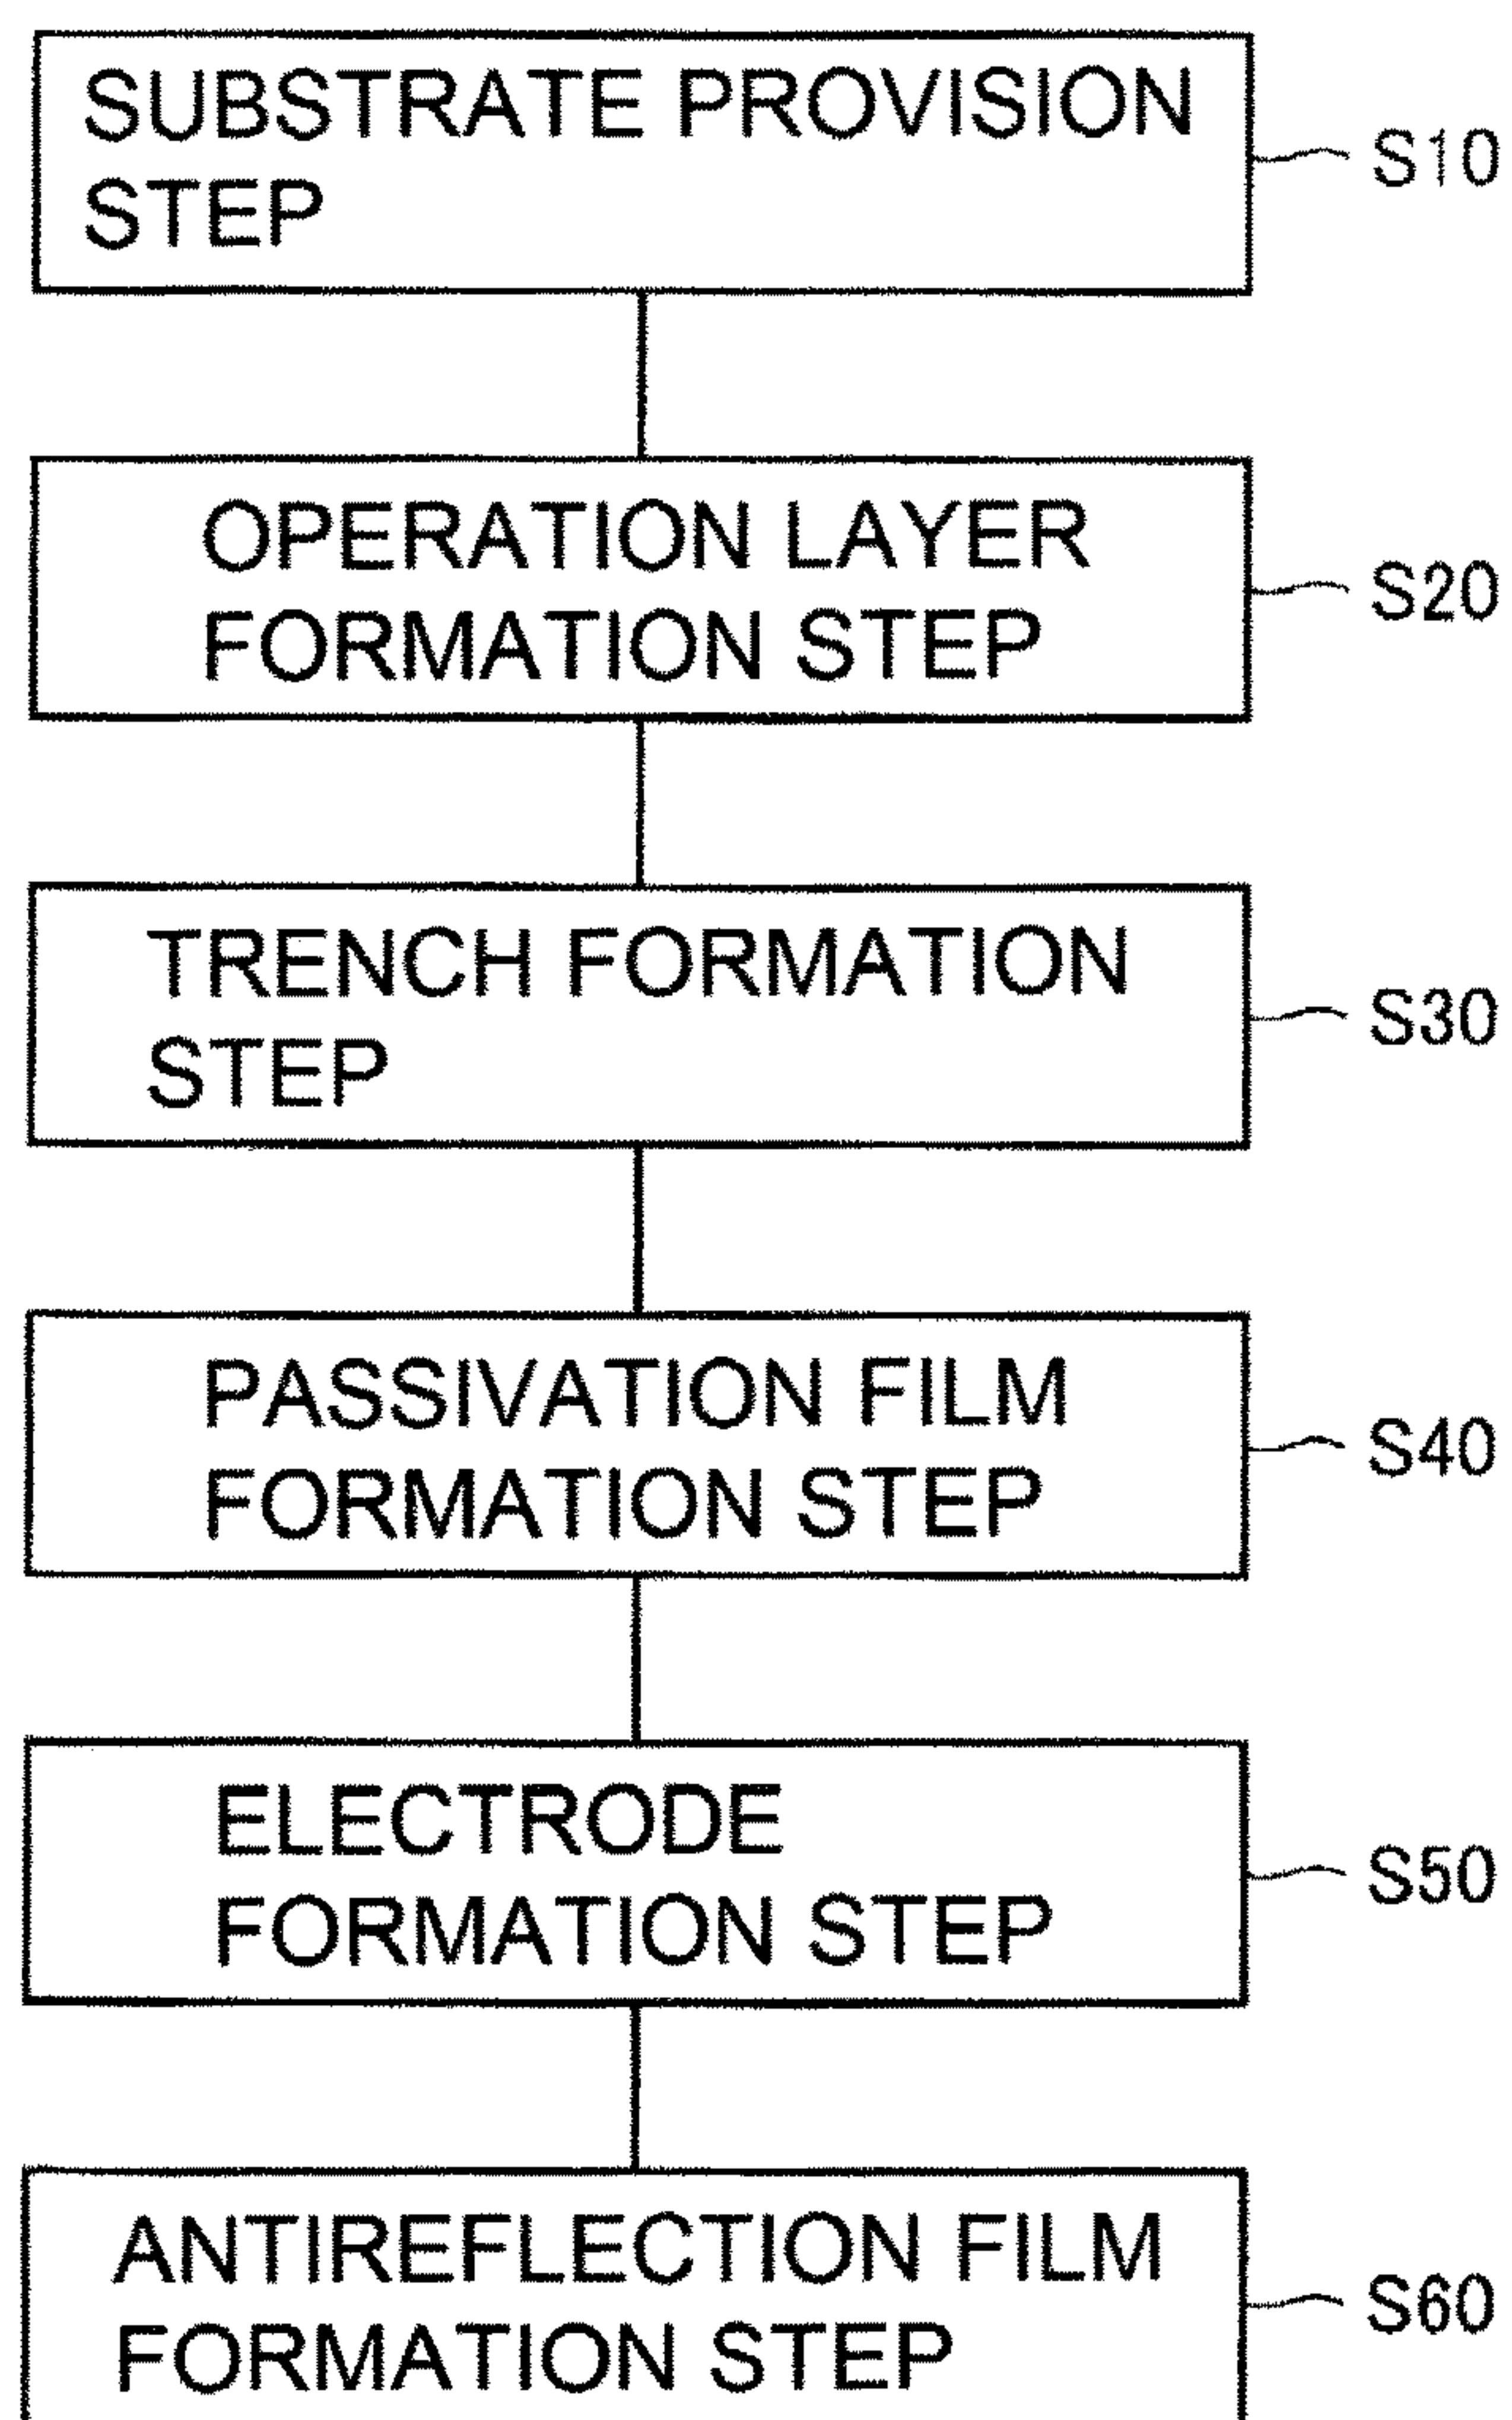 SUBSTRATE PROVISION
STEP
S10
OPERATION LAYER
FORMATION STEP
S20
TRENCH FORMATION
STEP
S30
PASSIVATION FILM
FORMATION STEP
S40
ELECTRODE
FORMATION STEP
S50
ANTIREFLECTION FILM
FORMATION STEP
S60